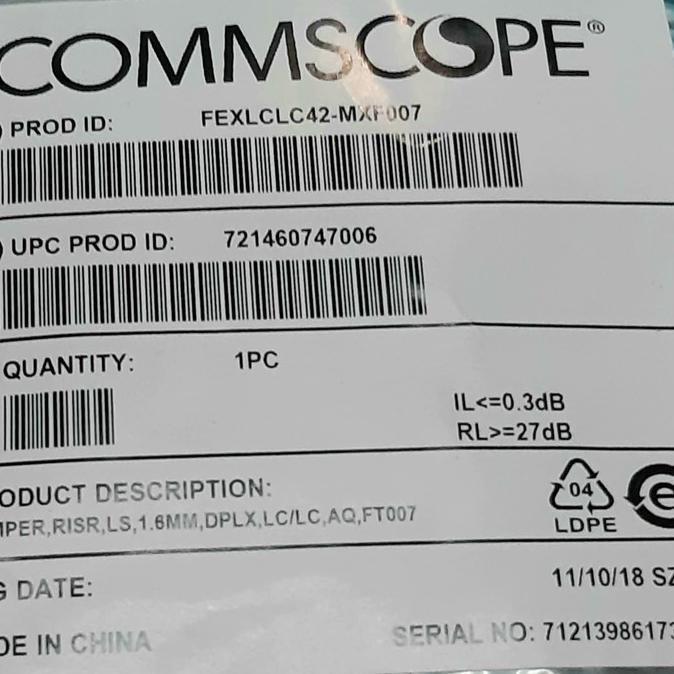 COMMSCOPE®
) PROD ID: FEXLCLC42-MXF007
) UPC PROD ID: 721460747006
QUANTITY: 1PC
IL<=0.3dB
RL>=27dB
ODUCT DESCRIPTION:
MPER,RISR,LS,1.6MM,DPLX,LC/LC,AQ,FT007
04
LDPE
e
G DATE: 11/10/18 SZ
DE IN CHINA SERIAL NO: 71213986173